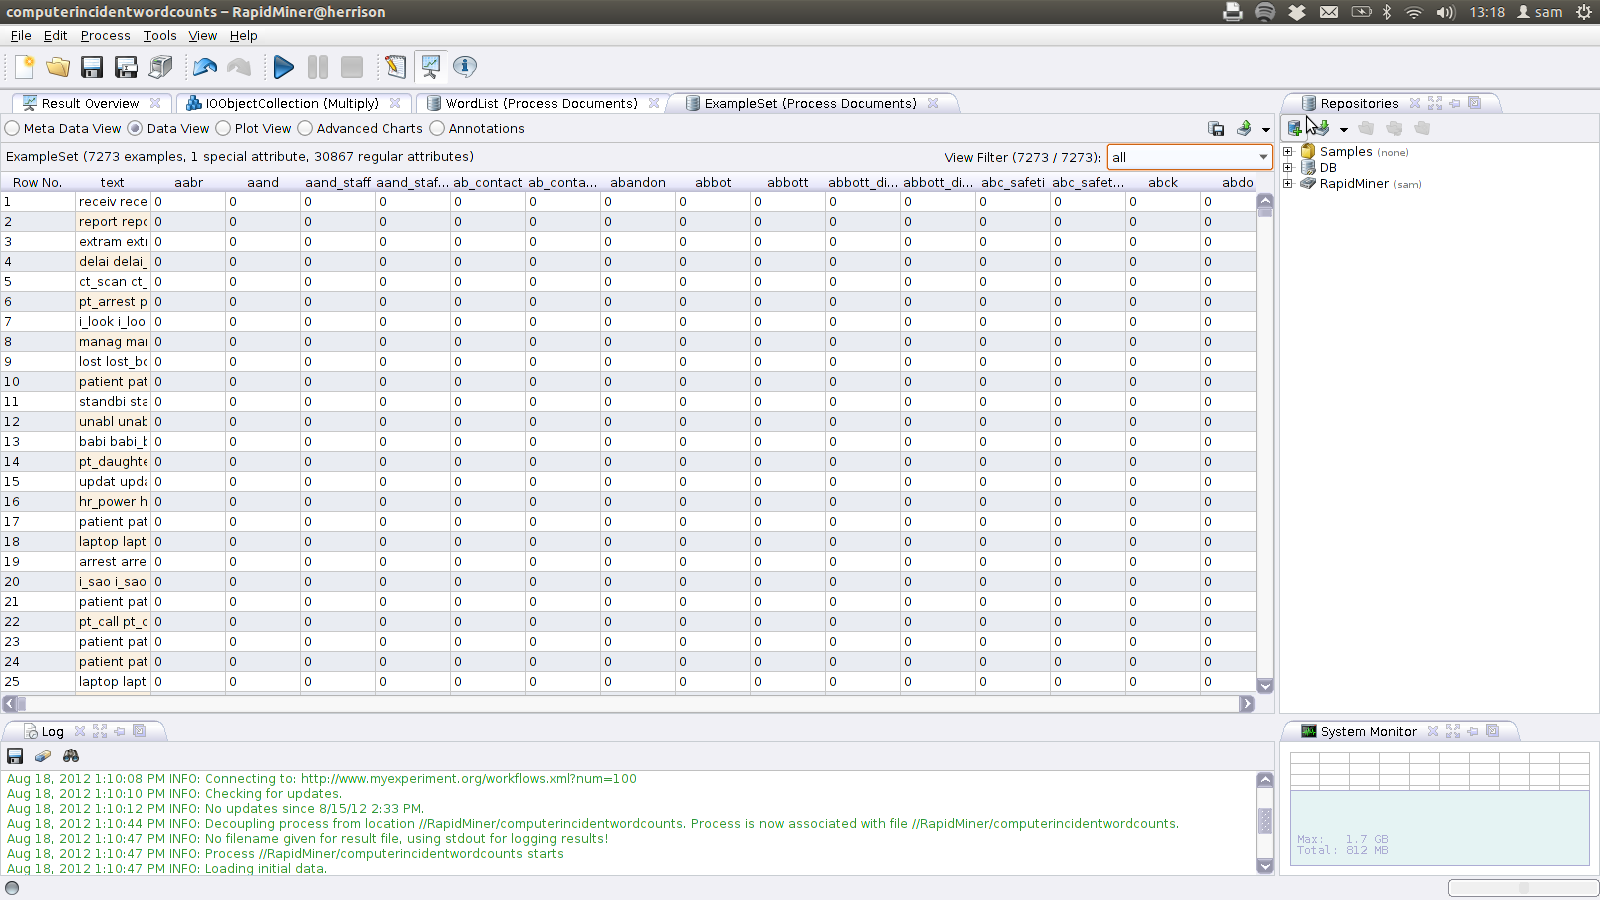 computerincidentwordcounts – RapidMiner@herrison 13:18 sam
File Edit Process Tools View Help
Result Overview IOObjectCollection (Multiply) WordList (Process Documents) ExampleSet (Process Documents) Repositories
Meta Data View Data View Plot View Advanced Charts Annotations
ExampleSet (7273 examples, 1 special attribute, 30867 regular attributes) View Filter (7273 / 7273): all
Samples (none)
DB
RapidMiner (sam)
Row No. text aabr aand aand_staff aand_staf... ab_contact ab_conta... abandon abbot abbott abbott_di... abbott_di... abc_safeti abc_safet... abck abdo
1 receiv rece 0 0 0 0 0 0 0 0 0 0 0 0 0 0 0
2 report repo 0 0 0 0 0 0 0 0 0 0 0 0 0 0 0
3 extram extr 0 0 0 0 0 0 0 0 0 0 0 0 0 0 0
4 delai delai_ 0 0 0 0 0 0 0 0 0 0 0 0 0 0 0
5 ct_scan ct_ 0 0 0 0 0 0 0 0 0 0 0 0 0 0 0
6 pt_arrest p 0 0 0 0 0 0 0 0 0 0 0 0 0 0 0
7 i_look i_loo 0 0 0 0 0 0 0 0 0 0 0 0 0 0 0
8 manag mar 0 0 0 0 0 0 0 0 0 0 0 0 0 0 0
9 lost lost_bo 0 0 0 0 0 0 0 0 0 0 0 0 0 0 0
10 patient pat 0 0 0 0 0 0 0 0 0 0 0 0 0 0 0
11 standbi sta 0 0 0 0 0 0 0 0 0 0 0 0 0 0 0
12 unabl unab 0 0 0 0 0 0 0 0 0 0 0 0 0 0 0
13 babi babi_b 0 0 0 0 0 0 0 0 0 0 0 0 0 0 0
14 pt_daughte 0 0 0 0 0 0 0 0 0 0 0 0 0 0 0
15 updat upda 0 0 0 0 0 0 0 0 0 0 0 0 0 0 0
16 hr_power h 0 0 0 0 0 0 0 0 0 0 0 0 0 0 0
17 patient pat 0 0 0 0 0 0 0 0 0 0 0 0 0 0 0
18 laptop lapt 0 0 0 0 0 0 0 0 0 0 0 0 0 0 0
19 arrest arre 0 0 0 0 0 0 0 0 0 0 0 0 0 0 0
20 i_sao i_sao 0 0 0 0 0 0 0 0 0 0 0 0 0 0 0
21 patient pat 0 0 0 0 0 0 0 0 0 0 0 0 0 0 0
22 pt_call pt_c 0 0 0 0 0 0 0 0 0 0 0 0 0 0 0
23 patient pat 0 0 0 0 0 0 0 0 0 0 0 0 0 0 0
24 patient pat 0 0 0 0 0 0 0 0 0 0 0 0 0 0 0
25 laptop lapt 0 0 0 0 0 0 0 0 0 0 0 0 0 0 0
Log
Aug 18, 2012 1:10:08 PM INFO: Connecting to: http://www.myexperiment.org/workflows.xml?num=100
Aug 18, 2012 1:10:10 PM INFO: Checking for updates.
Aug 18, 2012 1:10:12 PM INFO: No updates since 8/15/12 2:33 PM.
Aug 18, 2012 1:10:44 PM INFO: Decoupling process from location //RapidMiner/computerincidentwordcounts. Process is now associated with file //RapidMiner/computerincidentwordcounts.
Aug 18, 2012 1:10:47 PM INFO: No filename given for result file, using stdout for logging results!
Aug 18, 2012 1:10:47 PM INFO: Process //RapidMiner/computerincidentwordcounts starts
Aug 18, 2012 1:10:47 PM INFO: Loading initial data.
System Monitor
Max: 1.7 GB
Total: 812 MB